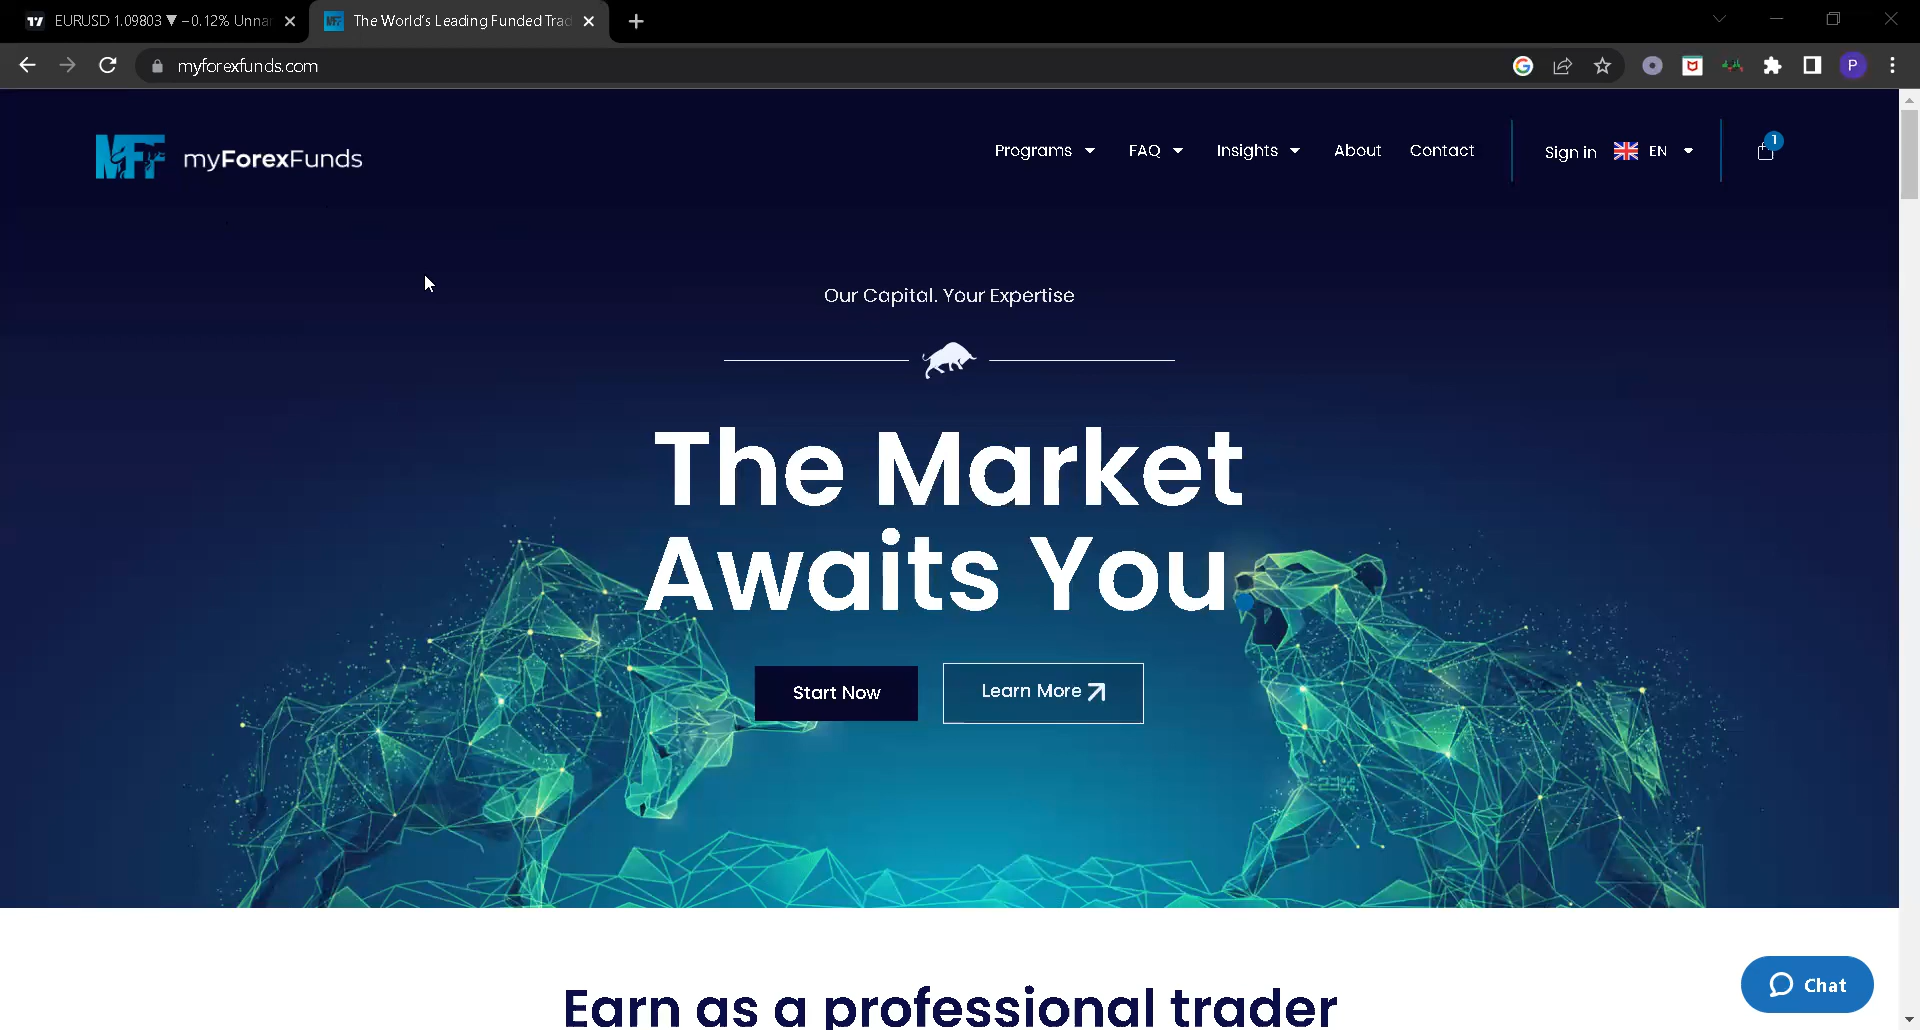 EURUSD 1.09803 ▼ −0.12% Unnar
The World's Leading Funded Trad
myforexfunds.com
P
MFF myForexFunds
Programs FAQ Insights About Contact Sign in EN 1
Our Capital. Your Expertise
The Market
Awaits You
Start Now Learn More
Earn as a professional trader
Chat